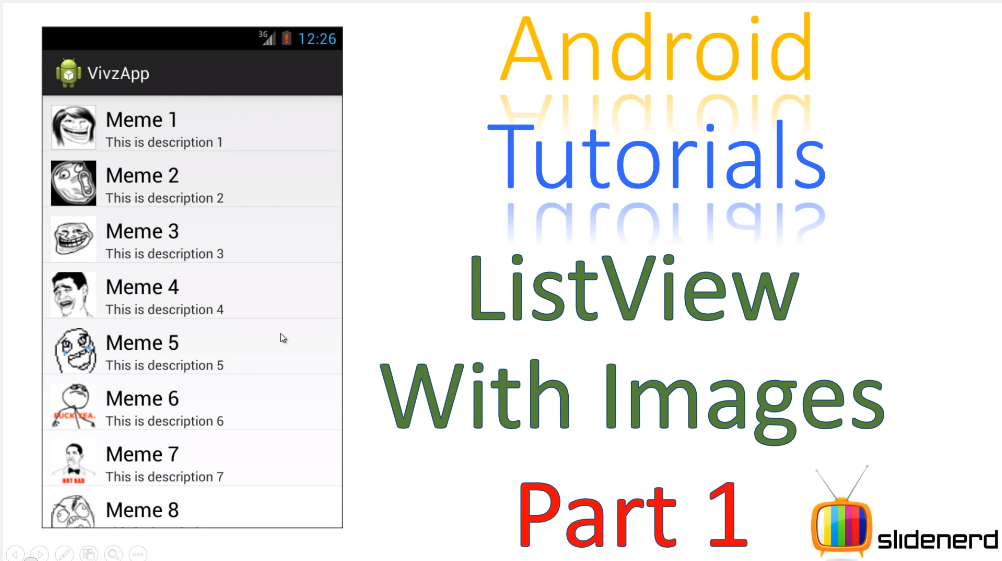 3G 12:26
VivzApp
Meme 1
This is description 1
Meme 2
This is description 2
Meme 3
This is description 3
Meme 4
This is description 4
Meme 5
This is description 5
Meme 6
This is description 6
Meme 7
NOT BAD
This is description 7
Meme 8
Android
Tutorials
ListView
With Images
Part 1
slidenerd